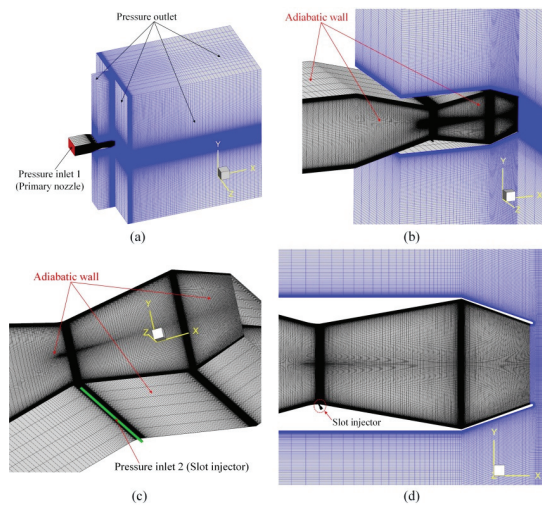 Pressure outlet
Pressure inlet 1
(Primary nozzle)
Y
X
Z
(a)
Adiabatic wall
Y
X
Z
(b)
Adiabatic wall
Y
Z
X
Pressure inlet 2 (Slot injector)
(c)
Slot injector
Y
Z
X
(d)